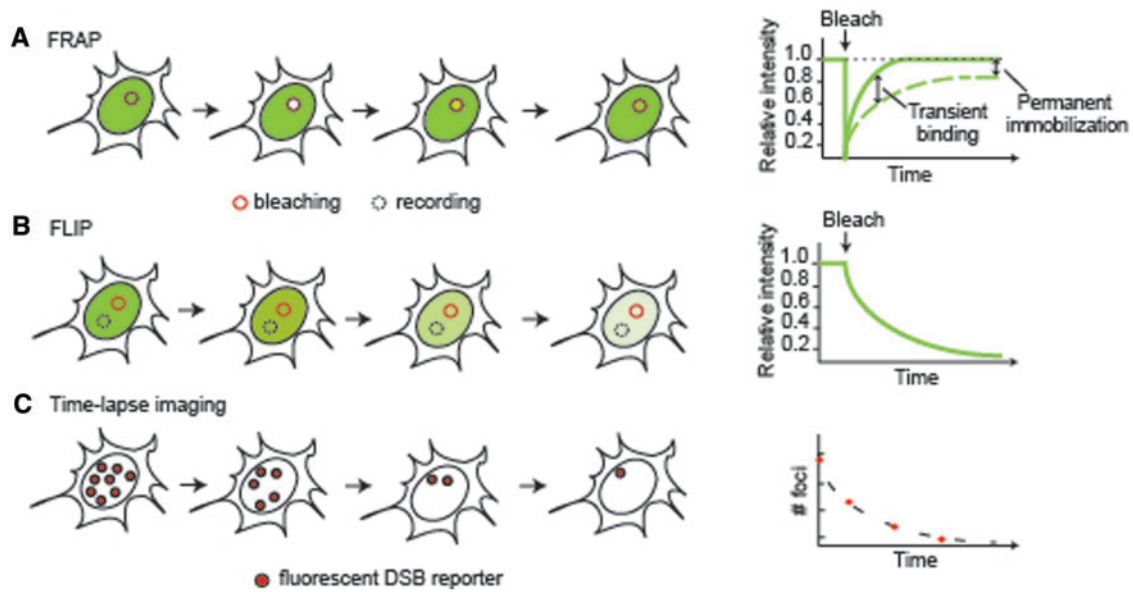 A FRAP
Bleach
Relative intensity
1.0
0.8
0.6
0.4
0.2
Transient
binding
Permanent
immobilization
Time
bleaching
recording
B FLIP
Bleach
Relative intensity
1.0
0.8
0.6
0.4
0.2
Time
C Time-lapse imaging
# foci
Time
fluorescent DSB reporter